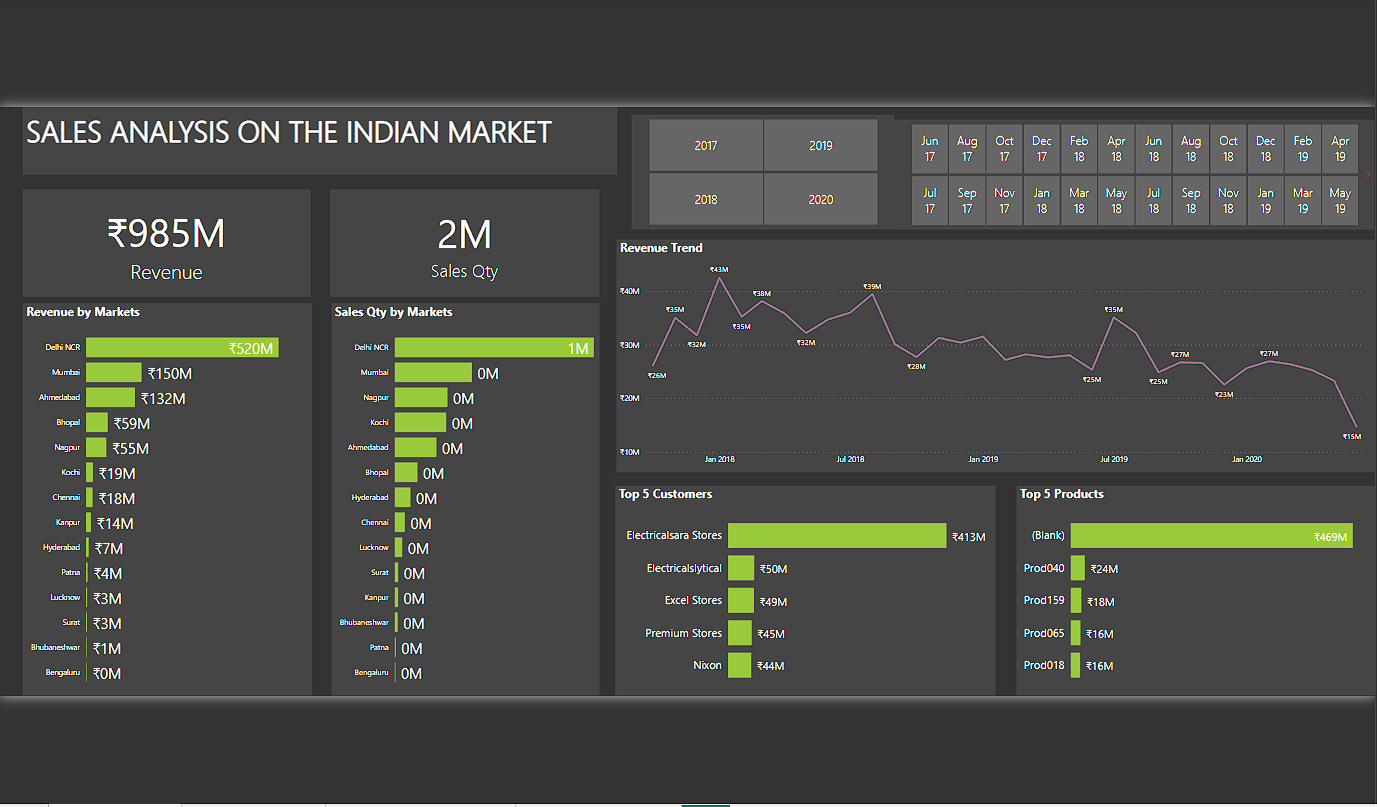 SALES ANALYSIS ON THE INDIAN MARKET
2017
2019
2018
2020
Jun 17
Aug 17
Oct 17
Dec 17
Feb 18
Apr 18
Jun 18
Aug 18
Oct 18
Dec 18
Feb 19
Apr 19
Jul 17
Sep 17
Nov 17
Jan 18
Mar 18
May 18
Jul 18
Sep 18
Nov 18
Jan 19
Mar 19
May 19
₹985M
Revenue
2M
Sales Qty
Revenue by Markets
Delhi NCR ₹520M
Mumbai ₹150M
Ahmedabad ₹132M
Bhopal ₹59M
Nagpur ₹55M
Kochi ₹19M
Chennai ₹18M
Kanpur ₹14M
Hyderabad ₹7M
Patna ₹4M
Lucknow ₹3M
Surat ₹3M
Bhubaneshwar ₹1M
Bengaluru ₹0M
Sales Qty by Markets
Delhi NCR 1M
Mumbai 0M
Nagpur 0M
Kochi 0M
Ahmedabad 0M
Bhopal 0M
Hyderabad 0M
Chennai 0M
Lucknow 0M
Surat 0M
Kanpur 0M
Bhubaneshwar 0M
Patna 0M
Bengaluru 0M
Revenue Trend
₹40M
₹30M
₹20M
₹10M
₹26M
₹35M
₹32M
₹43M
₹35M
₹38M
₹32M
₹39M
₹28M
₹25M
₹35M
₹25M
₹27M
₹23M
₹27M
₹15M
Jan 2018
Jul 2018
Jan 2019
Jul 2019
Jan 2020
Top 5 Customers
Electricalsara Stores ₹413M
Electricalslytical ₹50M
Excel Stores ₹49M
Premium Stores ₹45M
Nixon ₹44M
Top 5 Products
(Blank) ₹469M
Prod040 ₹24M
Prod159 ₹18M
Prod065 ₹16M
Prod018 ₹16M